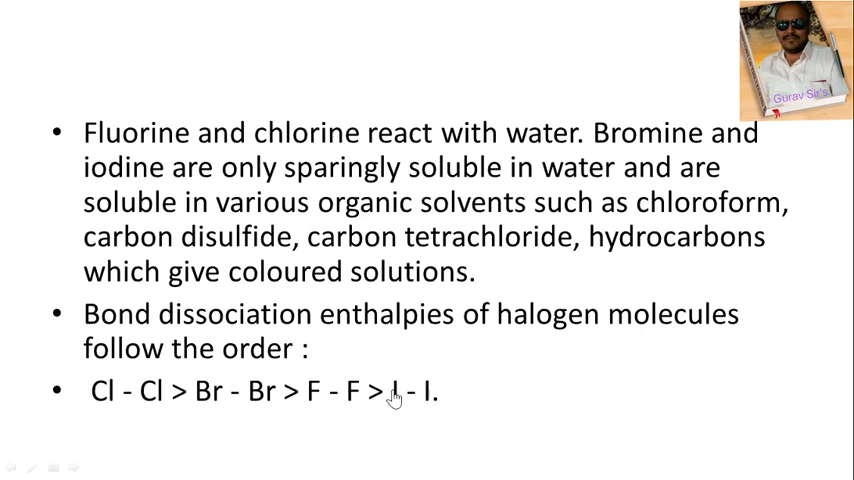 Gurav Sir's
• Fluorine and chlorine react with water. Bromine and
iodine are only sparingly soluble in water and are
soluble in various organic solvents such as chloroform,
carbon disulfide, carbon tetrachloride, hydrocarbons
which give coloured solutions.
• Bond dissociation enthalpies of halogen molecules
follow the order :
• Cl - Cl > Br - Br > F - F > I - I.